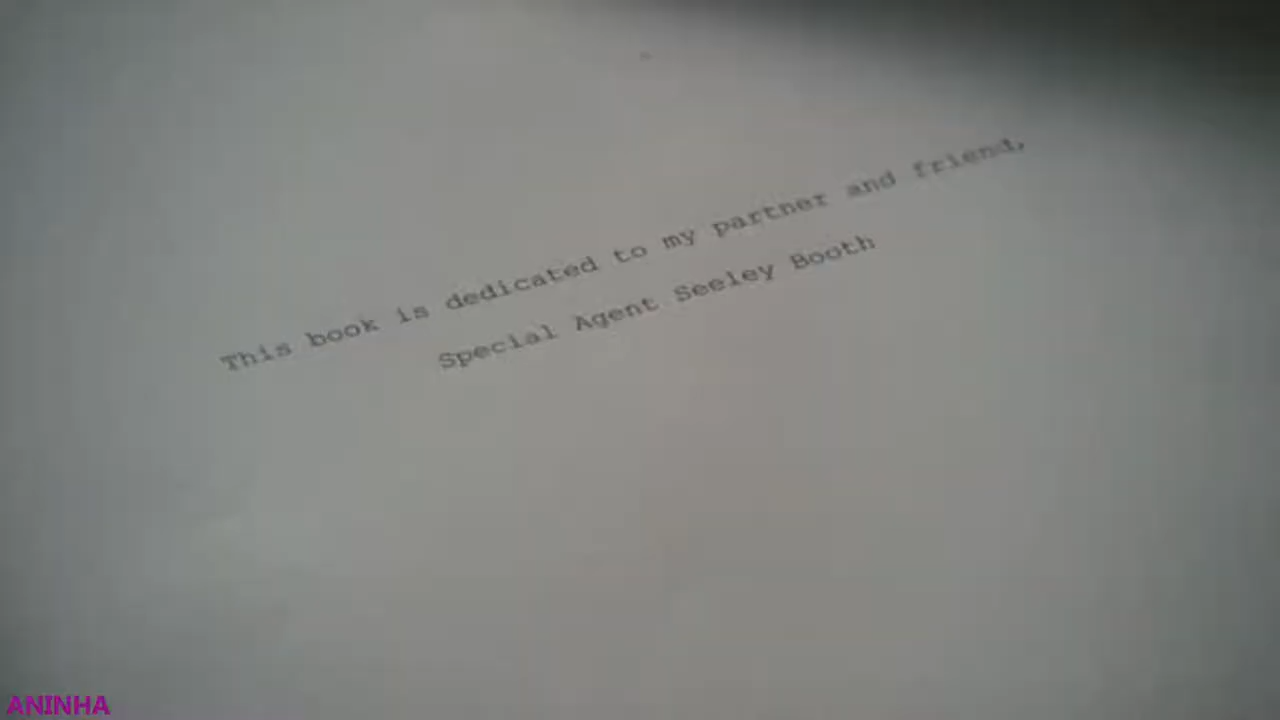 This book is dedicated to my partner and friend,
Special Agent Seeley Booth
ANINHA